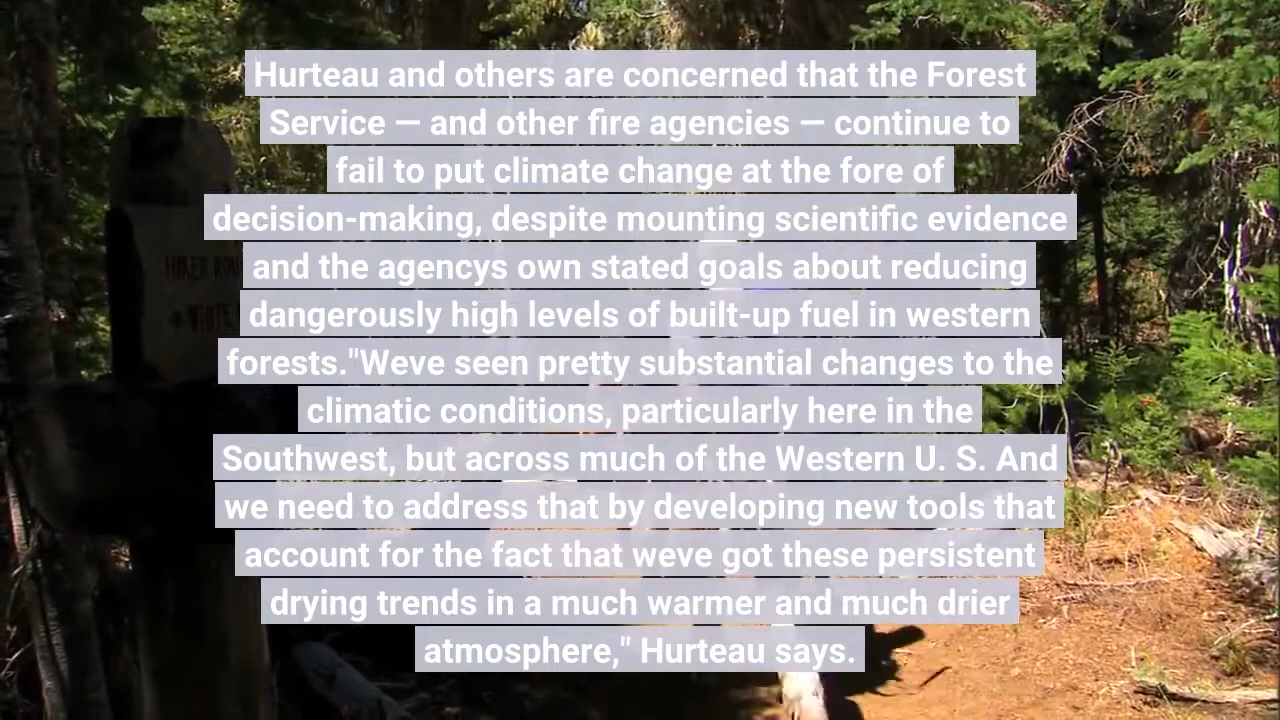 Hurteau and others are concerned that the Forest
Service — and other fire agencies — continue to
fail to put climate change at the fore of
decision-making, despite mounting scientific evidence
and the agencys own stated goals about reducing
dangerously high levels of built-up fuel in western
forests."Weve seen pretty substantial changes to the
climatic conditions, particularly here in the
Southwest, but across much of the Western U. S. And
we need to address that by developing new tools that
account for the fact that weve got these persistent
drying trends in a much warmer and much drier
atmosphere," Hurteau says.